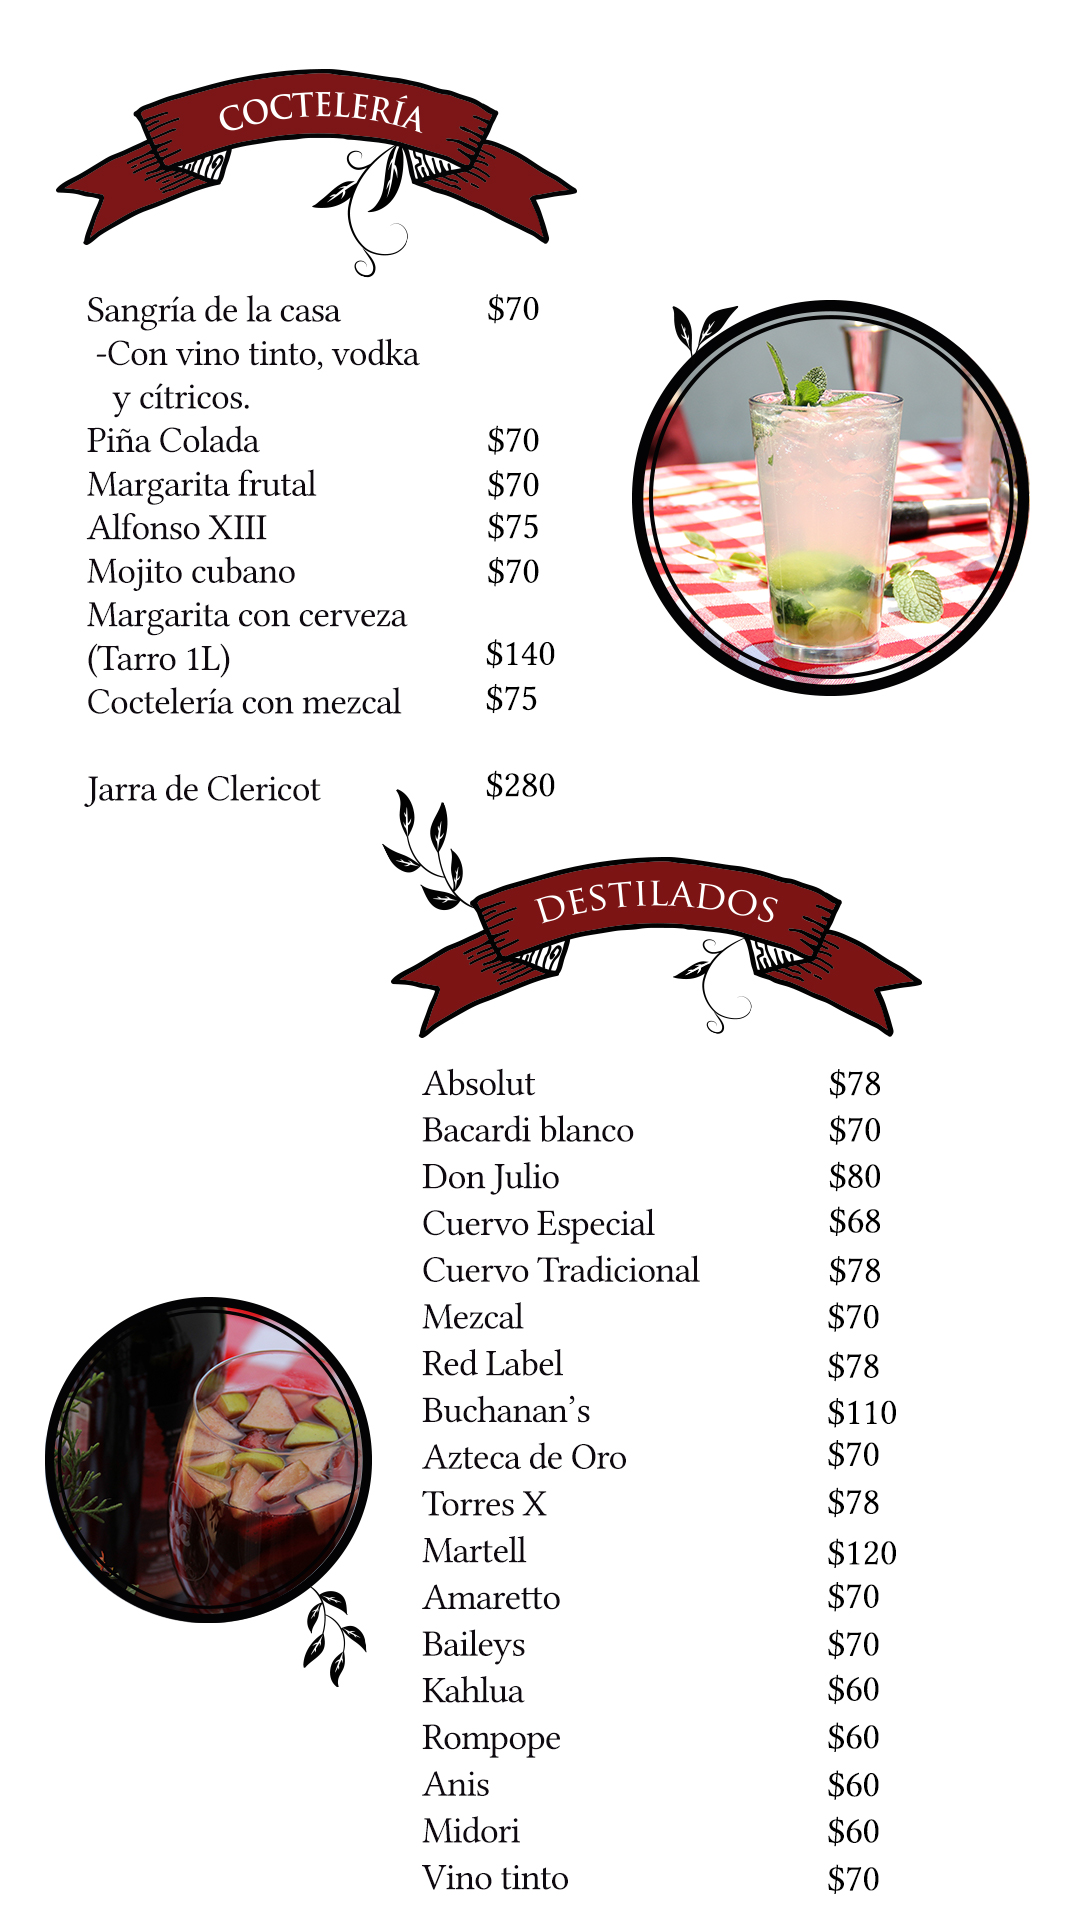 COCTELERÍA
Sangría de la casa $70
-Con vino tinto, vodka
y cítricos.
Piña Colada $70
Margarita frutal $70
Alfonso XIII $75
Mojito cubano $70
Margarita con cerveza
(Tarro 1L) $140
Coctelería con mezcal $75
Jarra de Clericot $280
DESTILADOS
Absolut $78
Bacardi blanco $70
Don Julio $80
Cuervo Especial $68
Cuervo Tradicional $78
Mezcal $70
Red Label $78
Buchanan’s $110
Azteca de Oro $70
Torres X $78
Martell $120
Amaretto $70
Baileys $70
Kahlua $60
Rompope $60
Anis $60
Midori $60
Vino tinto $70